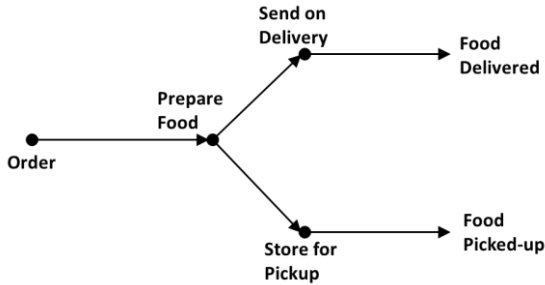 Send on
Delivery
Food
Delivered
Prepare
Food
Order
Store for
Pickup
Food
Picked-up